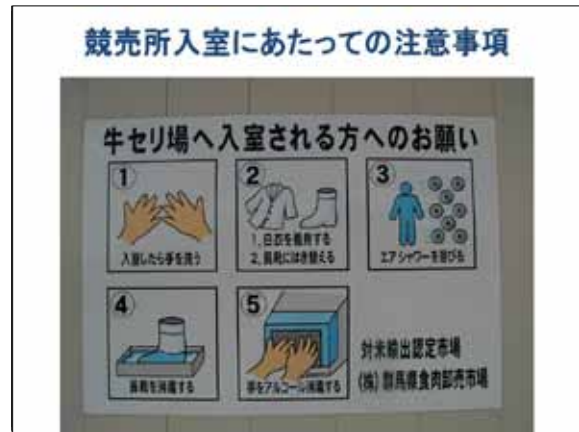 競売所入室にあたっての注意事項
牛セリ場へ入室される方へのお願い
①
入室したら手を洗う
②
1. 白衣を着用する
2. 長靴にはき替える
③
エアシャワーを浴びる
④
長靴を消毒する
⑤
手をアルコール消毒する
対米輸出認定市場
(株) 群馬県食肉卸売市場